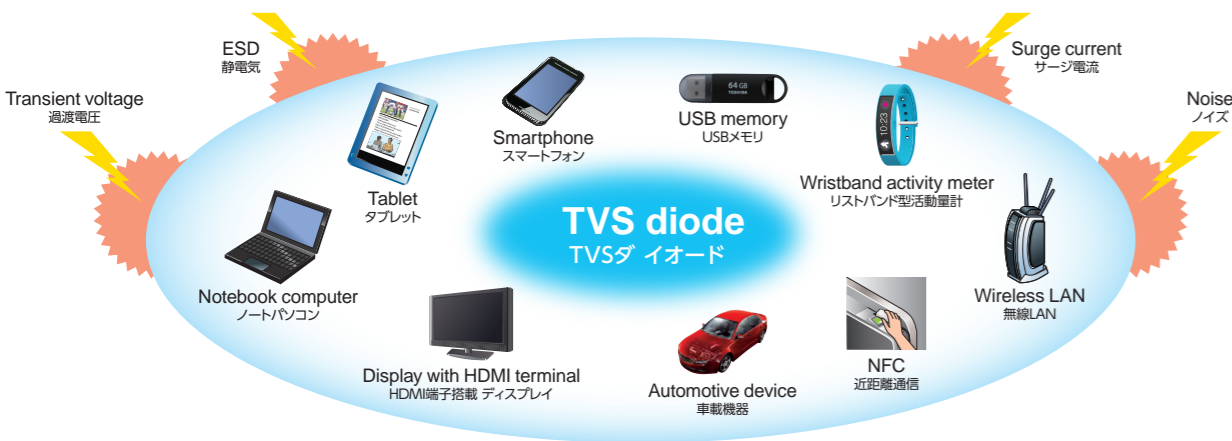 ESD
静電気
Surge current
サージ電流
Transient voltage
過渡電圧
Noise
ノイズ
Smartphone
スマートフォン
64 GB
TOSHIBA
USB memory
USBメモリ
10:23
Wristband activity meter
リストバンド型活動量計
Tablet
タブレット
TVS diode
TVSダ イオード
Notebook computer
ノートパソコン
Wireless LAN
無線LAN
Display with HDMI terminal
HDMI端子搭載 ディスプレイ
Automotive device
車載機器
NFC
近距離通信